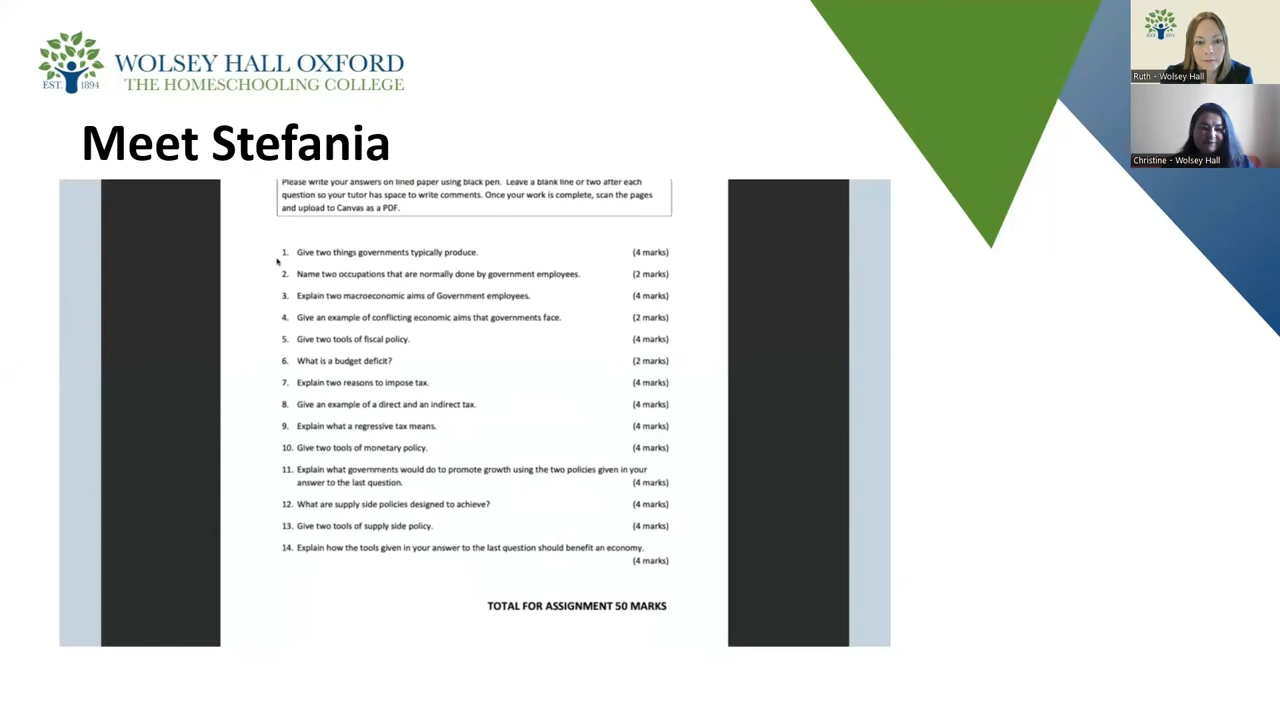 WOLSEY HALL OXFORD
EST. 1894 THE HOMESCHOOLING COLLEGE
Meet Stefania
Please write your answers on lined paper using black pen. Leave a blank line or two after each
question so your tutor has space to write comments. Once your work is complete, scan the pages
and upload to Canvas as a PDF.
1. Give two things governments typically produce. (4 marks)
2. Name two occupations that are normally done by government employees. (2 marks)
3. Explain two macroeconomic aims of Government employees. (4 marks)
4. Give an example of conflicting economic aims that governments face. (2 marks)
5. Give two tools of fiscal policy. (4 marks)
6. What is a budget deficit? (2 marks)
7. Explain two reasons to impose tax. (4 marks)
8. Give an example of a direct and an indirect tax. (4 marks)
9. Explain what a regressive tax means. (4 marks)
10. Give two tools of monetary policy. (4 marks)
11. Explain what governments would do to promote growth using the two policies given in your
answer to the last question. (4 marks)
12. What are supply side policies designed to achieve? (4 marks)
13. Give two tools of supply side policy. (4 marks)
14. Explain how the tools given in your answer to the last question should benefit an economy.
(4 marks)
TOTAL FOR ASSIGNMENT 50 MARKS
Ruth - Wolsey Hall
Christine - Wolsey Hall